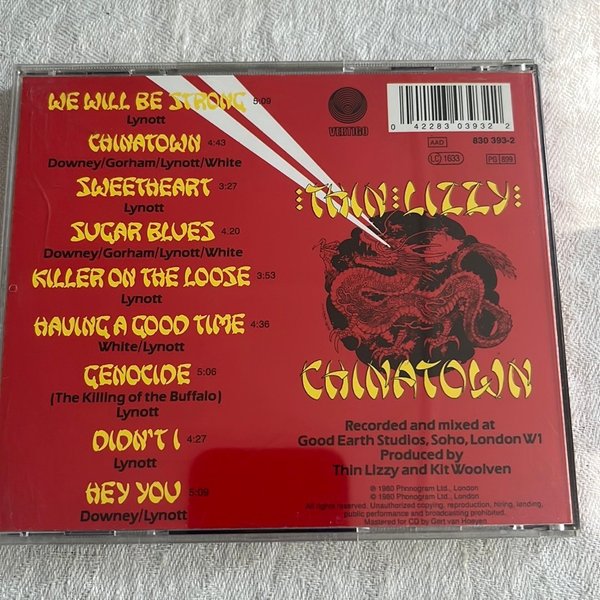 WE WILL BE STRONG 5:09
Lynott
CHINATOWN 4:43
Downey/Gorham/Lynott/White
SWEETHEART 3:27
Lynott
SUGAR BLUES 4.20
Downey/Gorham/Lynott/White
KILLER ON THE LOOSE 3:53
Lynott
HAVING A GOOD TIME 4:36
White/Lynott
GENOCIDE 5:06
(The Killing of the Buffalo)
Lynott
DIDN'T I 4:27
Lynott
HEY YOU 5:09
Downey/Lynott
VERTIGO
0 42283 03932 2
AAD
830 393-2
LC 1633
PG 899
THIN LIZZY
CHINATOWN
Recorded and mixed at
Good Earth Studios, Soho, London W1
Produced by
Thin Lizzy and Kit Woolven
℗ 1980 Phonogram Ltd., London
© 1980 Phonogram Ltd., London
All rights reserved. Unauthorized copying, reproduction, hiring, lending,
public performance and broadcasting prohibited.
Mastered for CD by Gert van Hoeyen